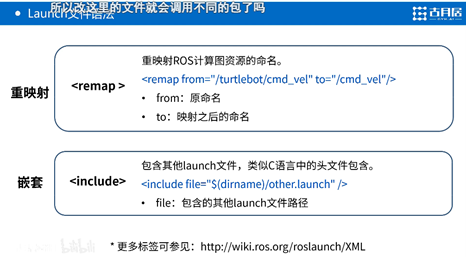 所以改这里的文件就会调用不同的包了吗
Launch文件语法
古月居
重映射
<remap >
重映射ROS计算图资源的命名。
<remap from="/turtlebot/cmd_vel" to="/cmd_vel"/>
• from：原命名
• to：映射之后的命名
嵌套
<include>
包含其他launch文件，类似C语言中的头文件包含。
<include file="$(dirname)/other.launch" />
• file：包含的其他launch文件路径
bilibili
* 更多标签可参见：http://wiki.ros.org/roslaunch/XML